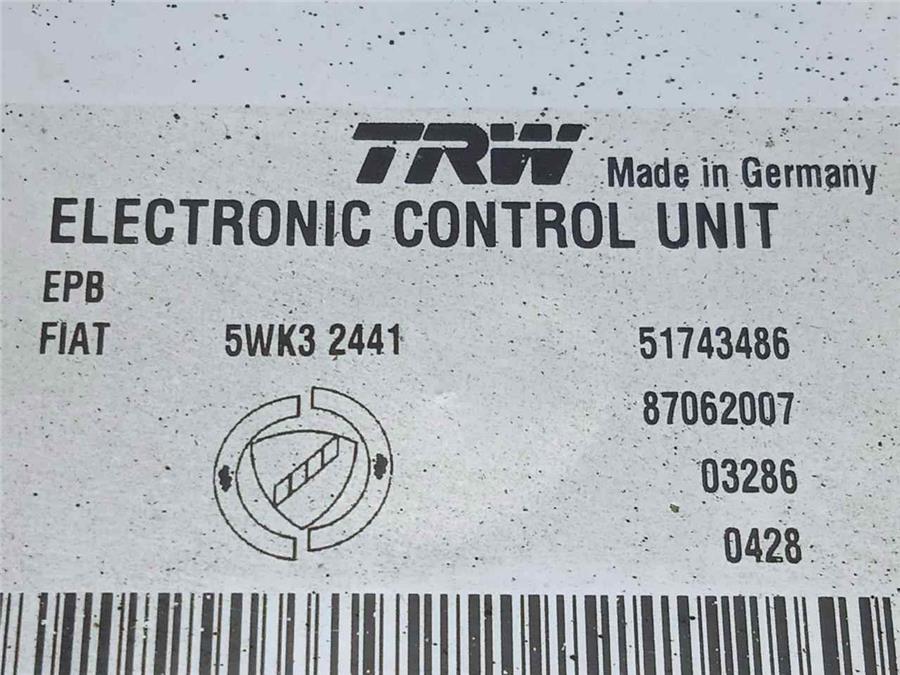 TRW Made in Germany
ELECTRONIC CONTROL UNIT
EPB
FIAT 5WK3 2441 51743486
87062007
03286
0428